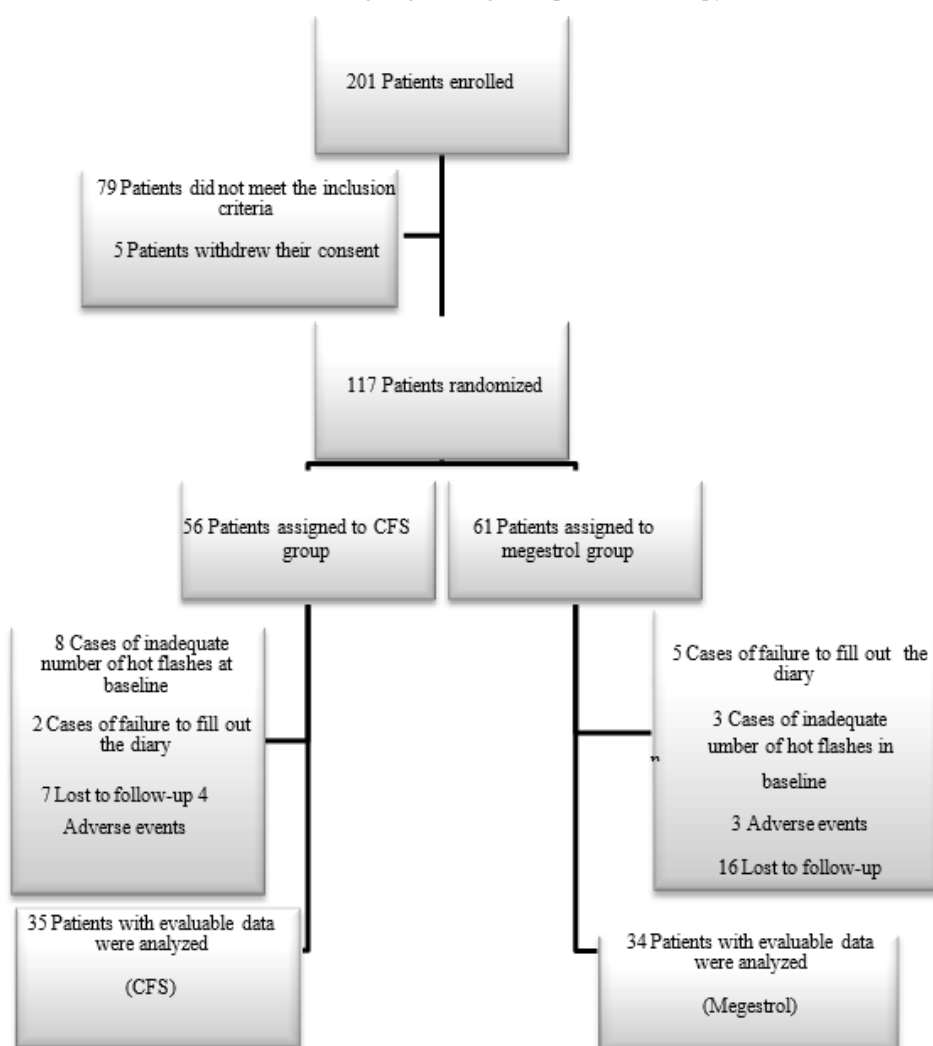 201 Patients enrolled
79 Patients did not meet the inclusion
criteria
5 Patients withdrew their consent
117 Patients randomized
56 Patients assigned to CFS
group
61 Patients assigned to
megestrol group
8 Cases of inadequate
number of hot flashes at
baseline
2 Cases of failure to fill out
the diary
7 Lost to follow-up 4
Adverse events
5 Cases of failure to fill out the
diary
3 Cases of inadequate
umber of hot flashes in
baseline
3 Adverse events
16 Lost to follow-up
35 Patients with evaluable data
were analyzed
(CFS)
34 Patients with evaluable data
were analyzed
(Megestrol)